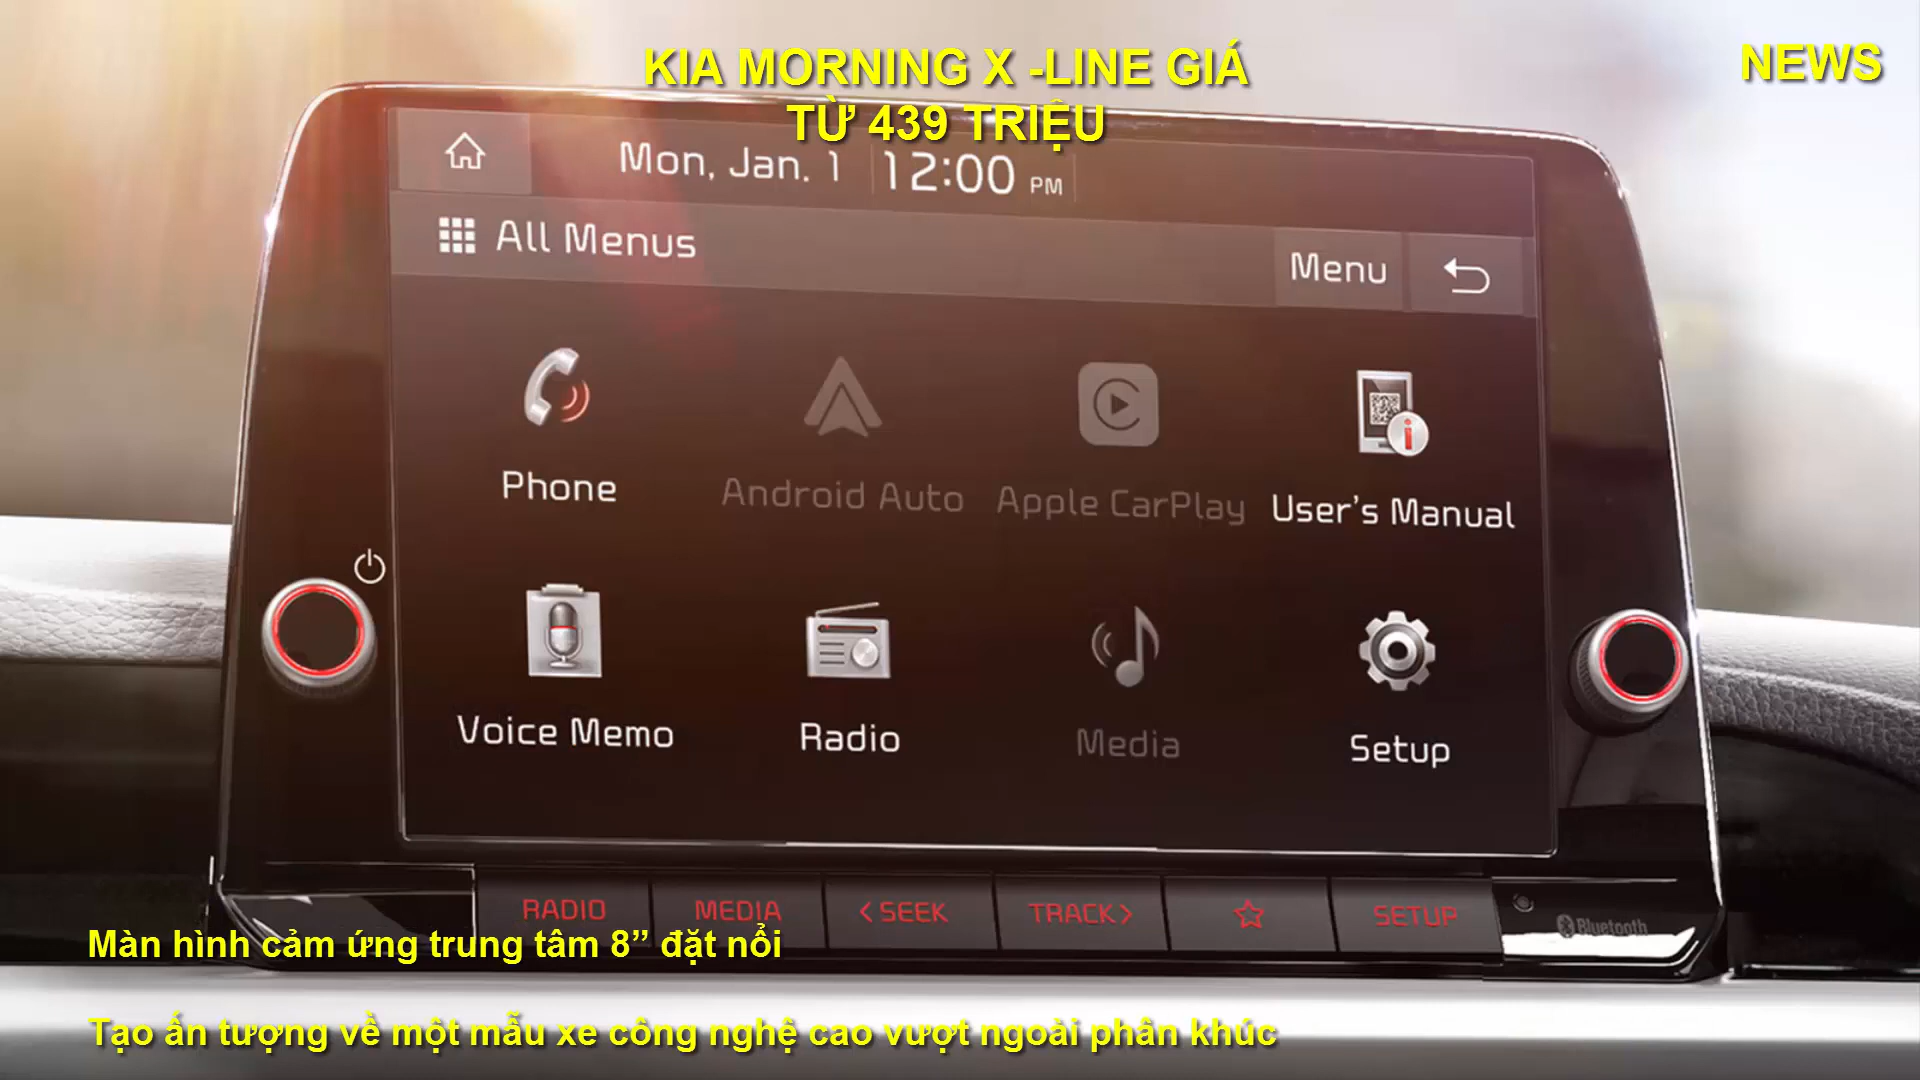 KIA MORNING X -LINE GIÁ
TỪ 439 TRIỆU
NEWS
Mon, Jan. 1 12:00 PM
All Menus
Menu
Phone
Android Auto
Apple CarPlay
User's Manual
Voice Memo
Radio
Media
Setup
RADIO
MEDIA
< SEEK
TRACK >
SETUP
Bluetooth
Màn hình cảm ứng trung tâm 8” đặt nổi
Tạo ấn tượng về một mẫu xe công nghệ cao vượt ngoài phân khúc